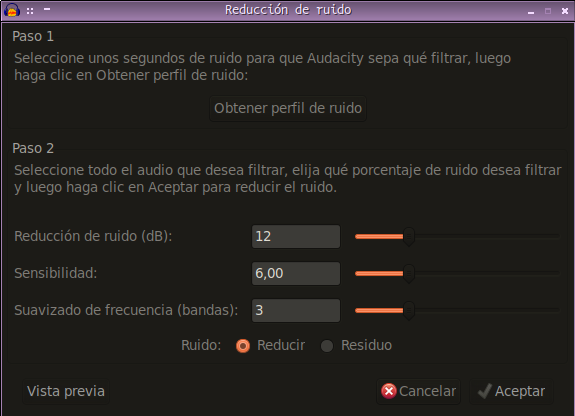 Reducción de ruido
Paso 1
Seleccione unos segundos de ruido para que Audacity sepa qué filtrar, luego
haga clic en Obtener perfil de ruido:
Obtener perfil de ruido
Paso 2
Seleccione todo el audio que desea filtrar, elija qué porcentaje de ruido desea filtrar
y luego haga clic en Aceptar para reducir el ruido.
Reducción de ruido (dB): 12
Sensibilidad: 6,00
Suavizado de frecuencia (bandas): 3
Ruido: Reducir Residuo
Vista previa Cancelar Aceptar